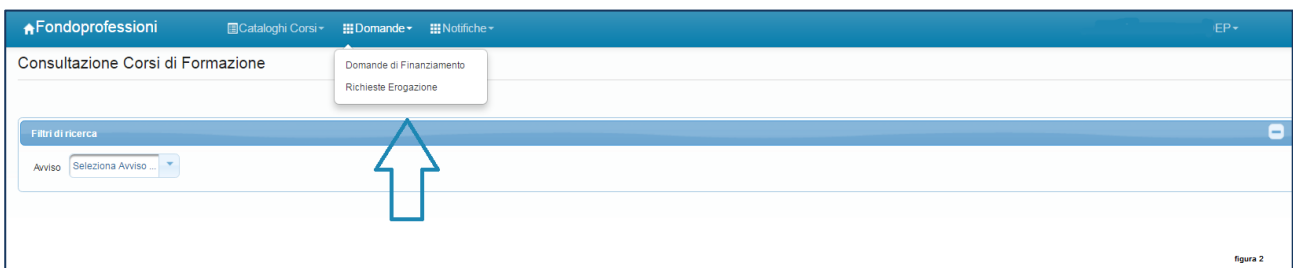 Fondoprofessioni Cataloghi Corsi Domande Notifiche EP
Consultazione Corsi di Formazione
Domande di Finanziamento
Richieste Erogazione
Filtri di ricerca
Avviso Seleziona Avviso ...
figura 2